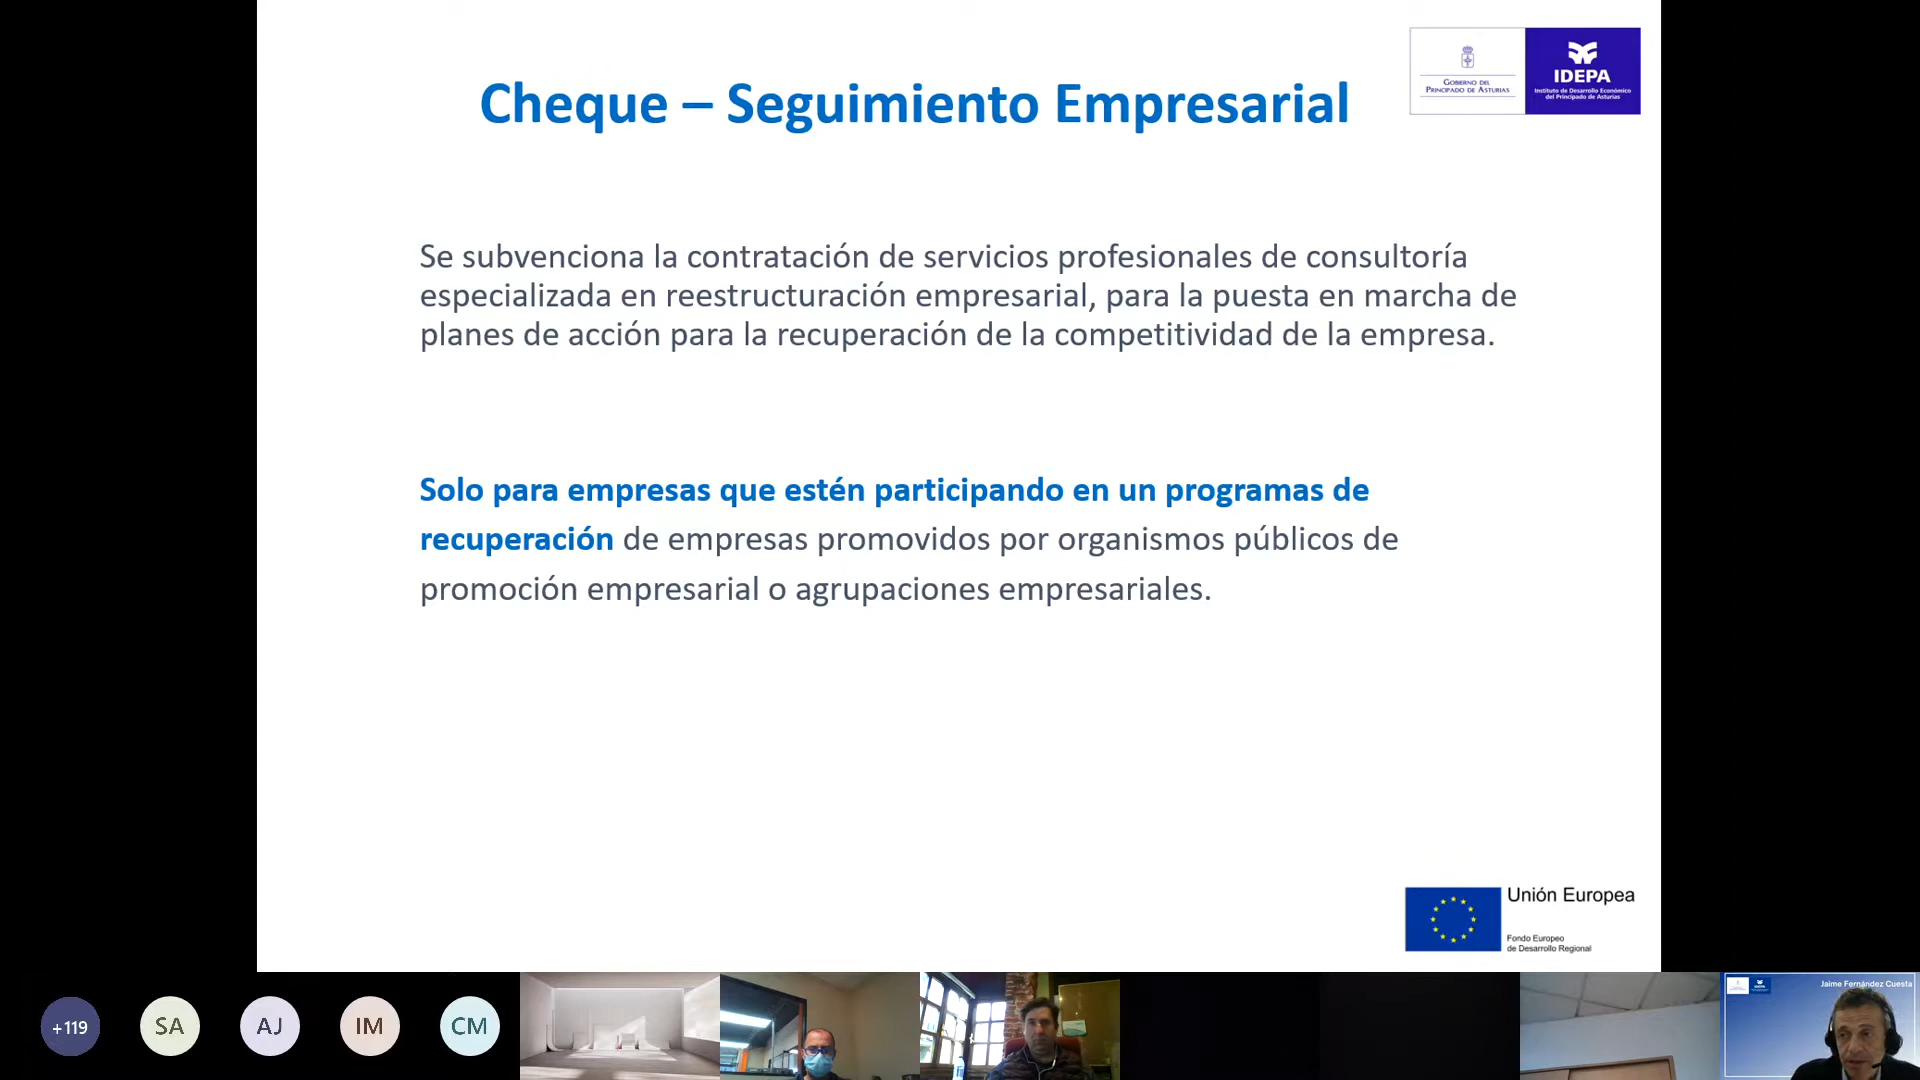 Cheque – Seguimiento Empresarial
GOBIERNO DEL
PRINCIPADO DE ASTURIAS
IDEPA
Instituto de Desarrollo Económico
del Principado de Asturias
Se subvenciona la contratación de servicios profesionales de consultoría
especializada en reestructuración empresarial, para la puesta en marcha de
planes de acción para la recuperación de la competitividad de la empresa.
Solo para empresas que estén participando en un programas de
recuperación de empresas promovidos por organismos públicos de
promoción empresarial o agrupaciones empresariales.
Unión Europea
Fondo Europeo
de Desarrollo Regional
+119
SA
AJ
IM
CM
Jaime Fernández Cuesta